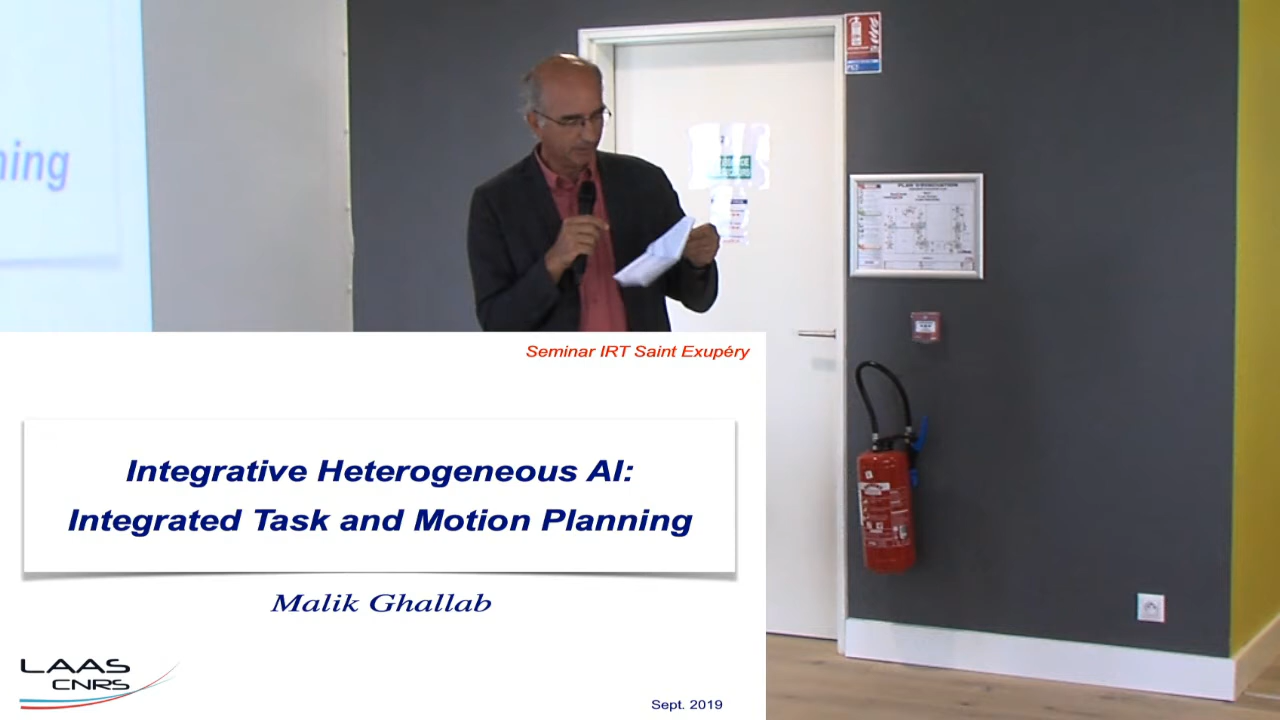 ning
PLAN D'EVACUATION
Seminar IRT Saint Exupéry
Integrative Heterogeneous AI:
Integrated Task and Motion Planning
Malik Ghallab
LAAS
CNRS
Sept. 2019